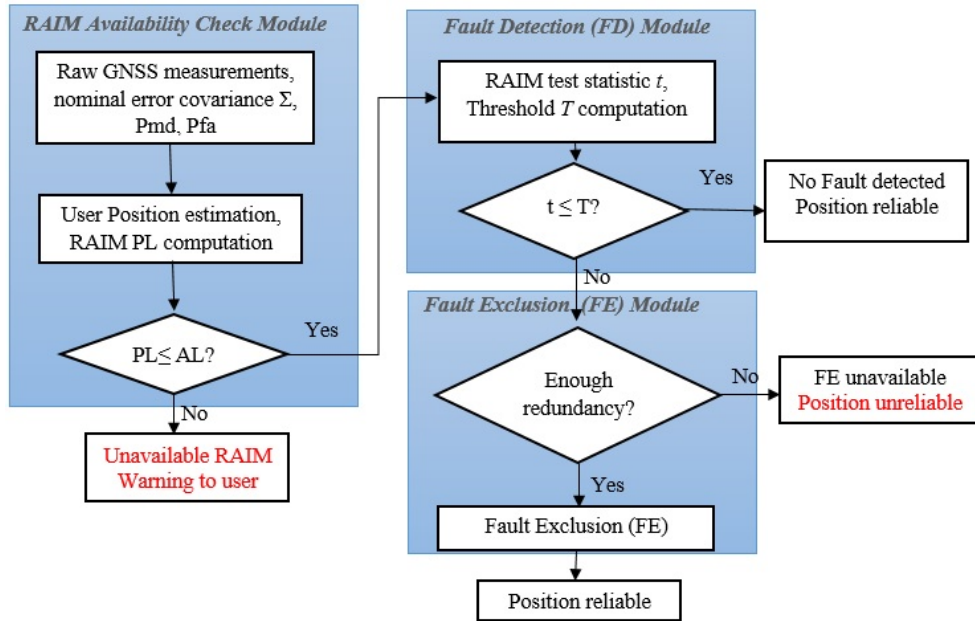 RAIM Availability Check Module
Raw GNSS measurements,
nominal error covariance Σ,
Pmd, Pfa
User Position estimation,
RAIM PL computation
PL≤ AL?
Yes
No
Unavailable RAIM
Warning to user
Fault Detection (FD) Module
RAIM test statistic t,
Threshold T computation
t ≤ T?
Yes
No Fault detected
Position reliable
No
Fault Exclusion (FE) Module
Enough
redundancy?
No
FE unavailable
Position unreliable
Yes
Fault Exclusion (FE)
Position reliable